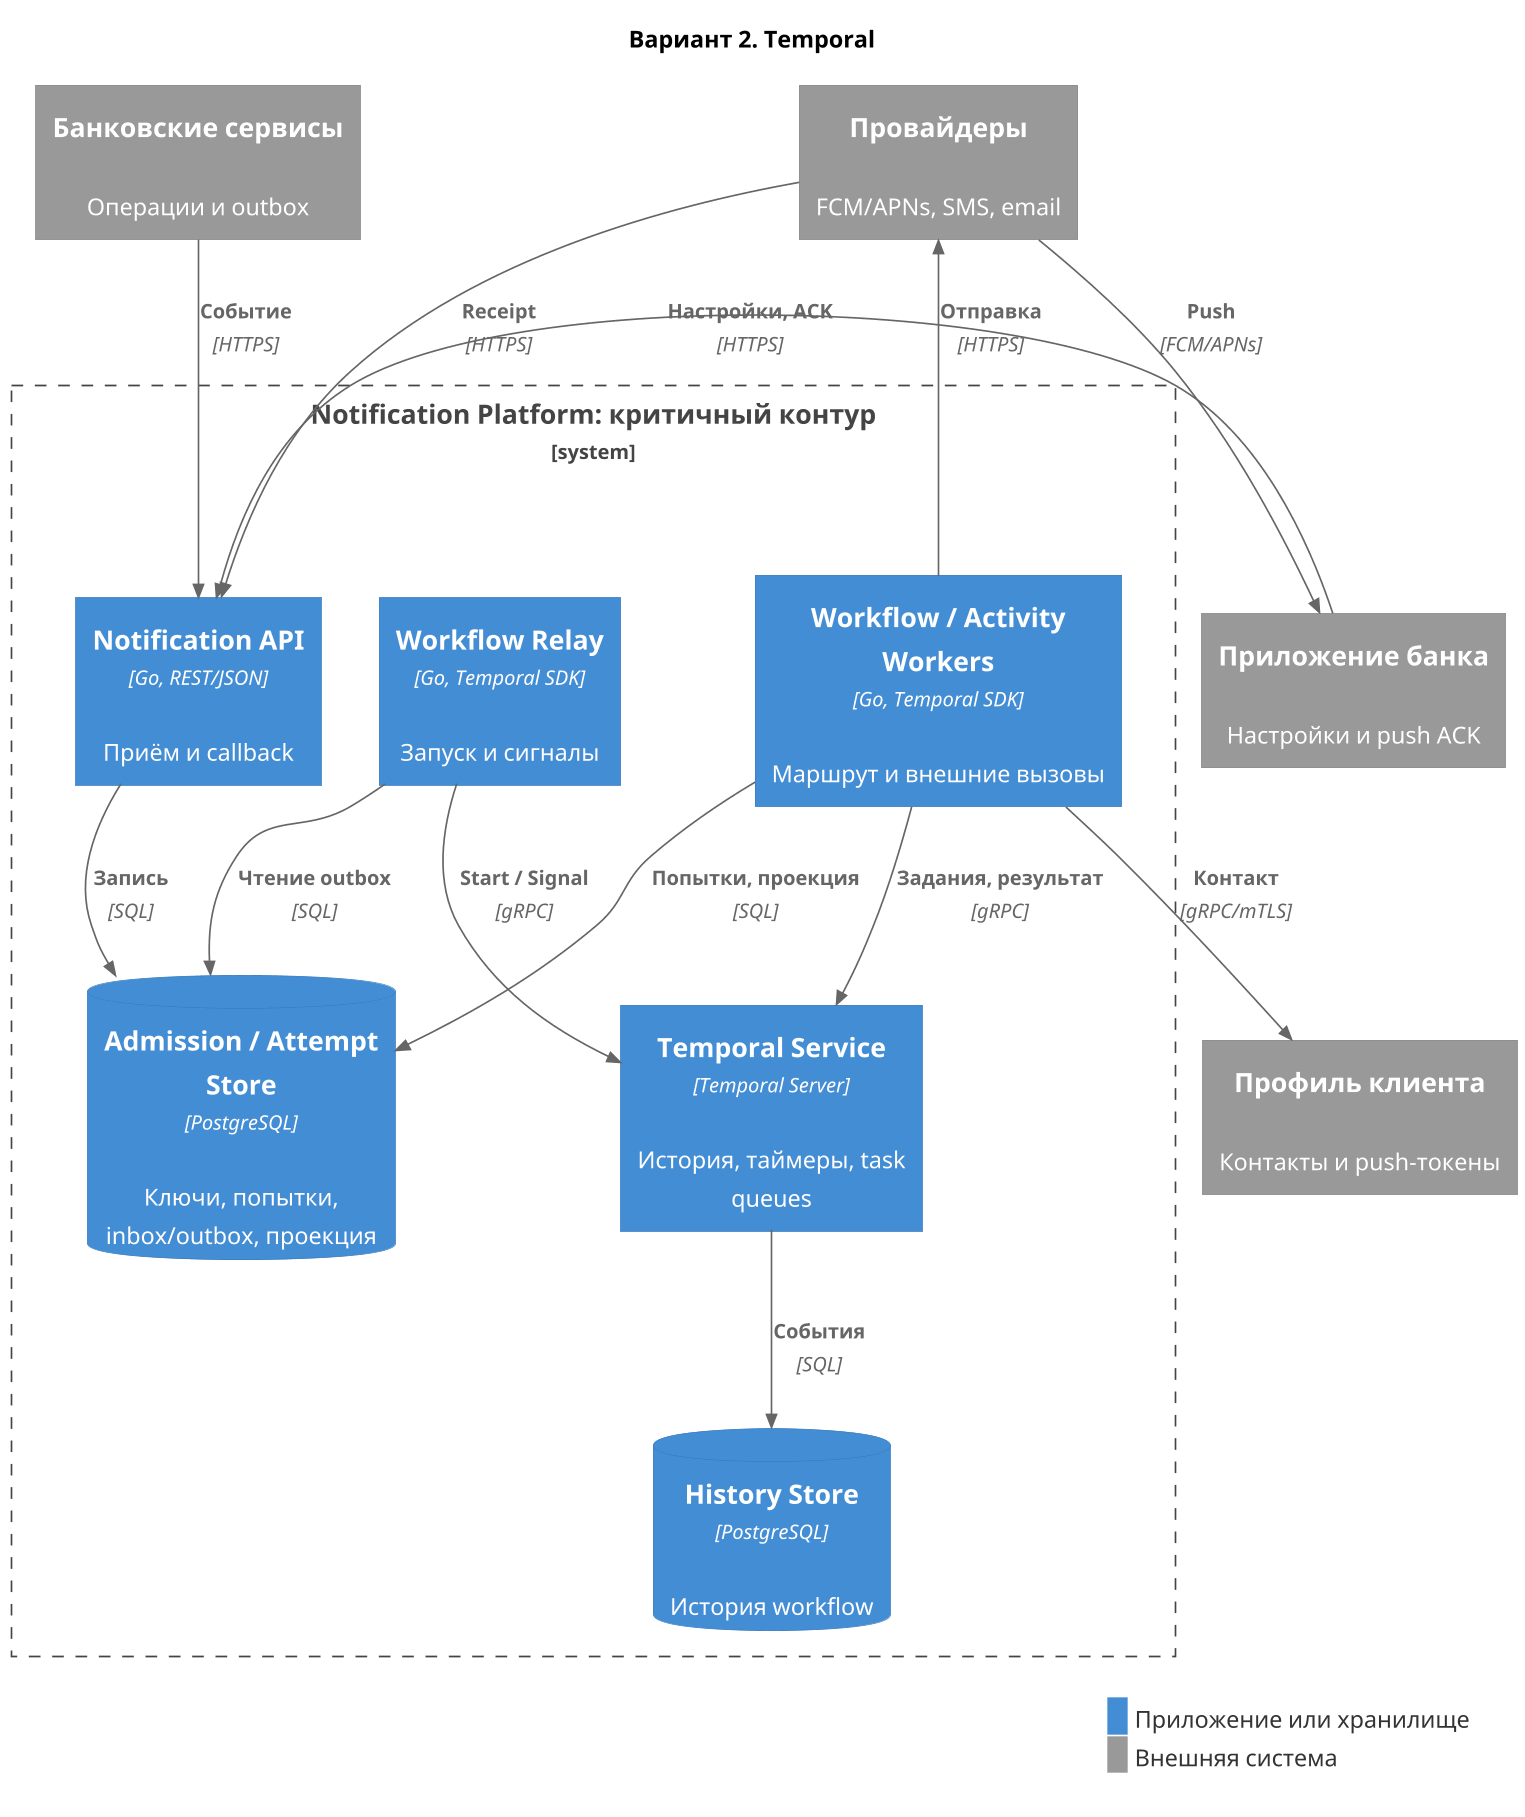 Вариант 2. Temporal
Банковские сервисы
Операции и outbox
Провайдеры
FCM/APNs, SMS, email
Событие
[HTTPS]
Receipt
[HTTPS]
Настройки, ACK
[HTTPS]
Отправка
[HTTPS]
Push
[FCM/APNs]
Notification Platform: критичный контур
[system]
Notification API
[Go, REST/JSON]
Приём и callback
Workflow Relay
[Go, Temporal SDK]
Запуск и сигналы
Workflow / Activity
Workers
[Go, Temporal SDK]
Маршрут и внешние вызовы
Приложение банка
Настройки и push ACK
Запись
[SQL]
Чтение outbox
[SQL]
Start / Signal
[gRPC]
Попытки, проекция
[SQL]
Задания, результат
[gRPC]
Контакт
[gRPC/mTLS]
Admission / Attempt
Store
[PostgreSQL]
Ключи, попытки,
inbox/outbox, проекция
Temporal Service
[Temporal Server]
История, таймеры, task
queues
Профиль клиента
Контакты и push-токены
События
[SQL]
History Store
[PostgreSQL]
История workflow
Приложение или хранилище
Внешняя система